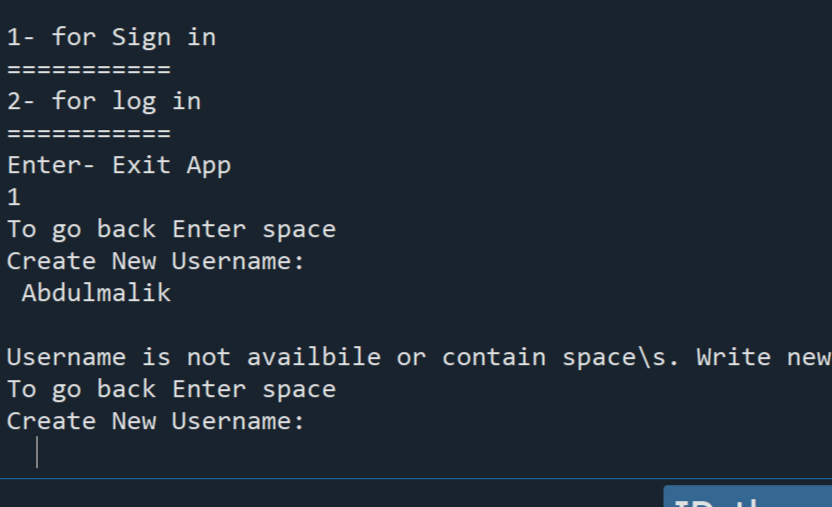 1- for Sign in
===========
2- for log in
===========
Enter- Exit App
1
To go back Enter space
Create New Username:
 Abdulmalik

Username is not availbile or contain space\s. Write new
To go back Enter space
Create New Username: